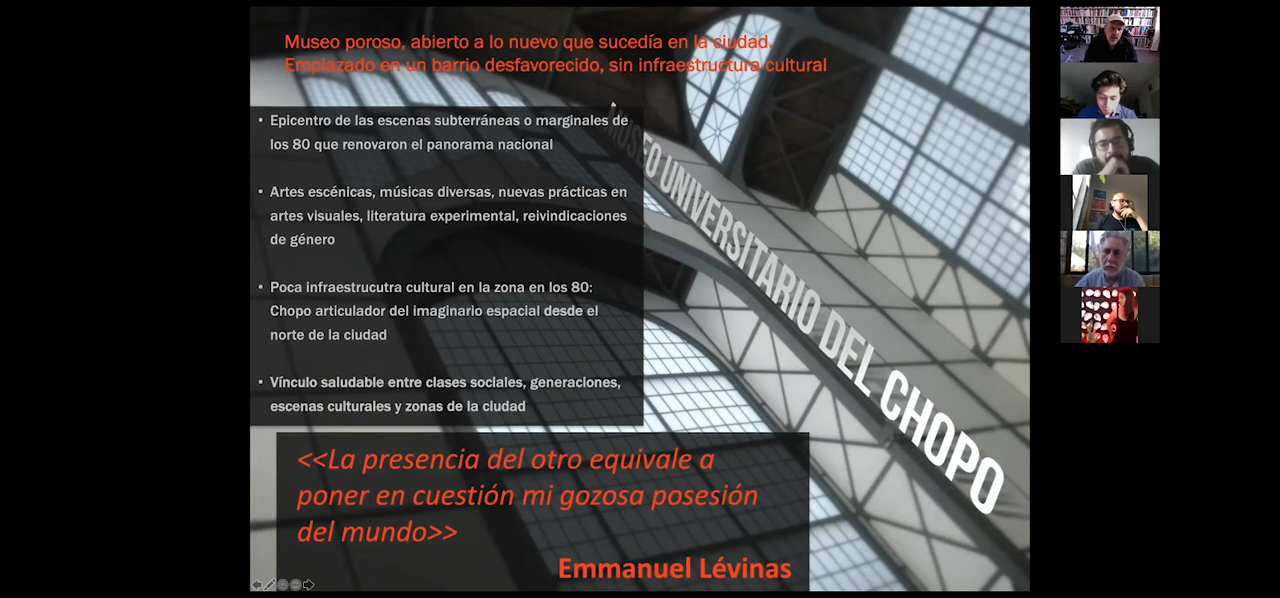 Museo poroso, abierto a lo nuevo que sucedía en la ciudad.
Emplazado en un barrio desfavorecido, sin infraestructura cultural
• Epicentro de las escenas subterráneas o marginales de
los 80 que renovaron el panorama nacional
• Artes escénicas, músicas diversas, nuevas prácticas en
artes visuales, literatura experimental, reivindicaciones
de género
• Poca infraestrucutra cultural en la zona en los 80:
Chopo articulador del imaginario espacial desde el
norte de la ciudad
• Vínculo saludable entre clases sociales, generaciones,
escenas culturales y zonas de la ciudad
MUSEO UNIVERSITARIO DEL CHOPO
<<La presencia del otro equivale a
poner en cuestión mi gozosa posesión
del mundo>>
Emmanuel Lévinas